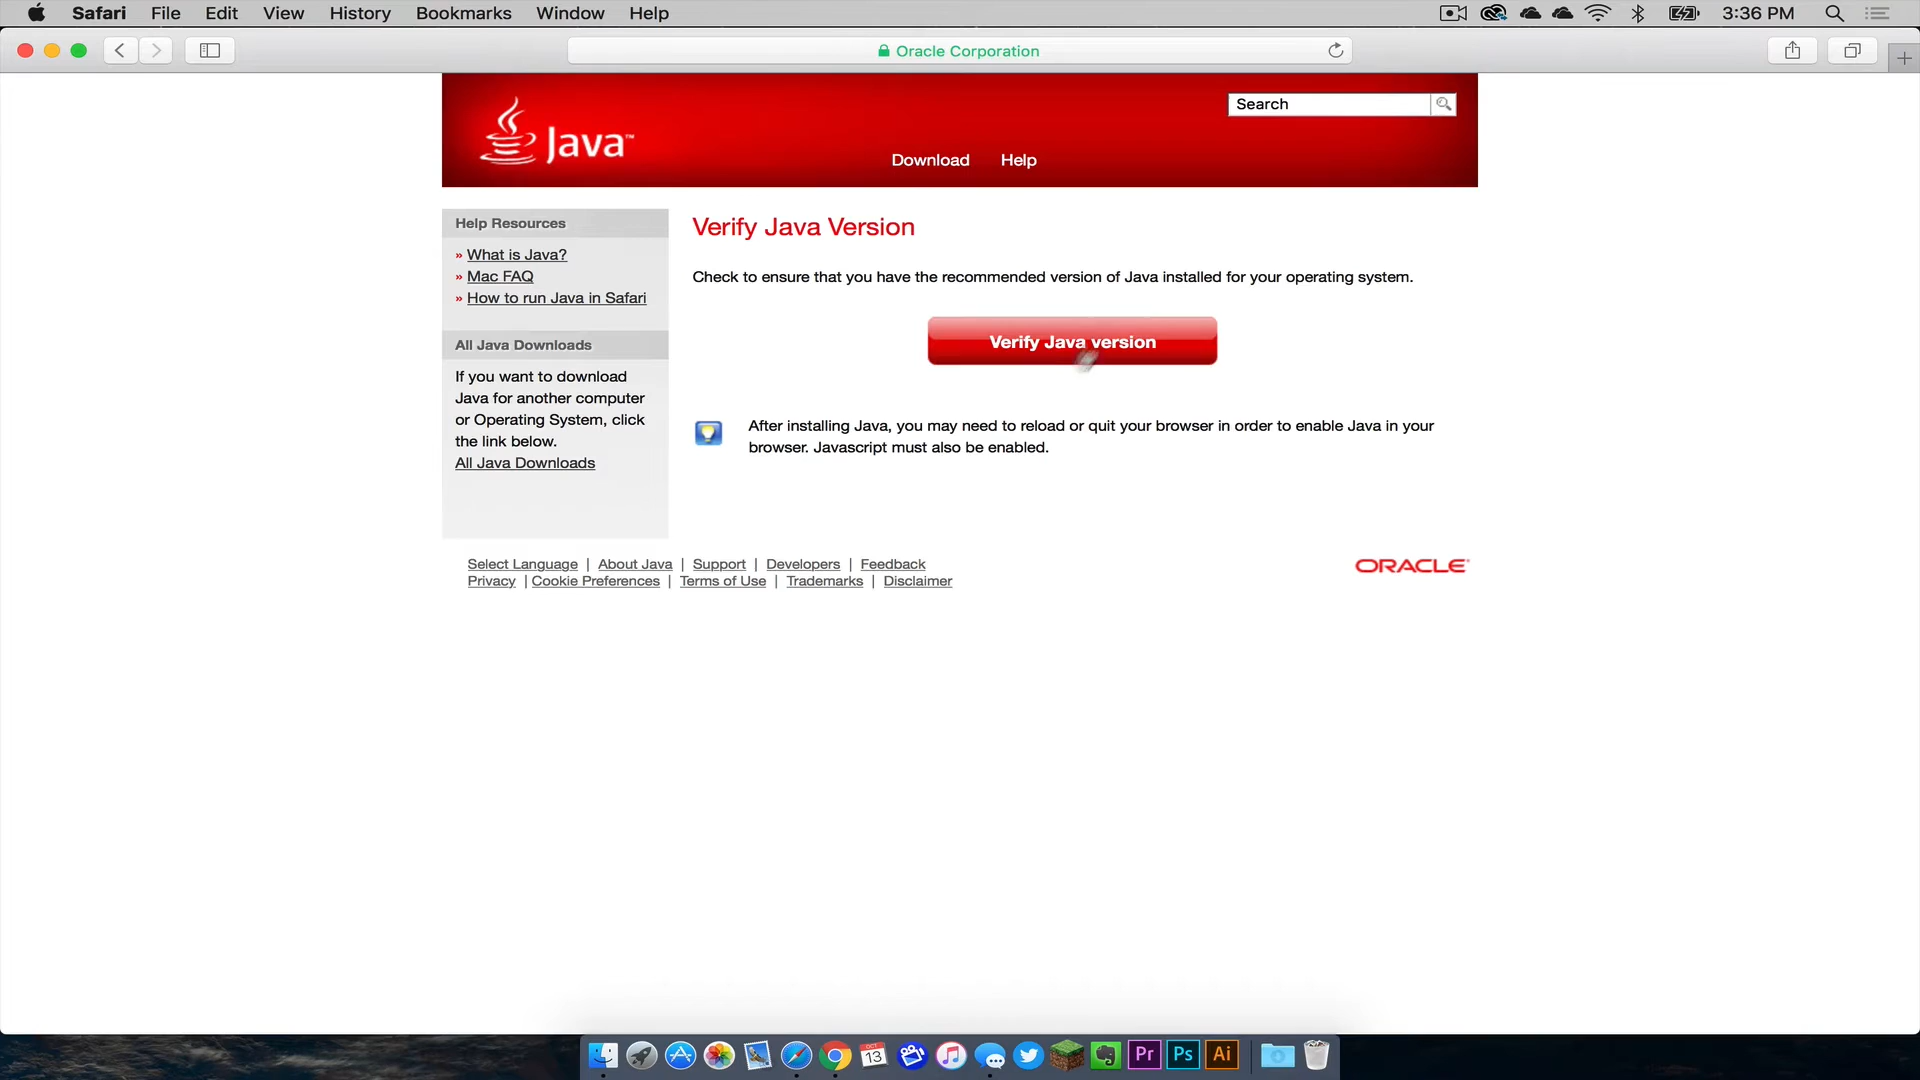 Safari File Edit View History Bookmarks Window Help 3:36 PM
Oracle Corporation
Java™
Search
Download Help
Help Resources
» What is Java?
» Mac FAQ
» How to run Java in Safari
All Java Downloads
If you want to download
Java for another computer
or Operating System, click
the link below.
All Java Downloads
Verify Java Version
Check to ensure that you have the recommended version of Java installed for your operating system.
Verify Java version
After installing Java, you may need to reload or quit your browser in order to enable Java in your
browser. Javascript must also be enabled.
Select Language | About Java | Support | Developers | Feedback
Privacy | Cookie Preferences | Terms of Use | Trademarks | Disclaimer
ORACLE
OCT
13
Pr Ps Ai